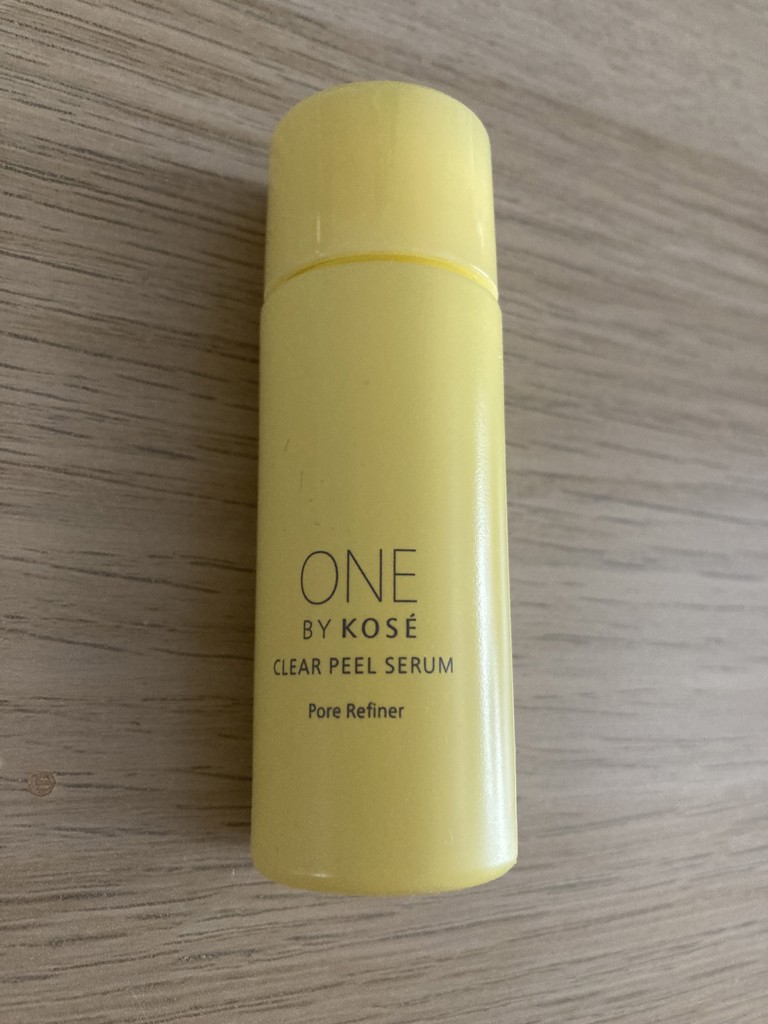 ONE
BY KOSÉ
CLEAR PEEL SERUM
Pore Refiner